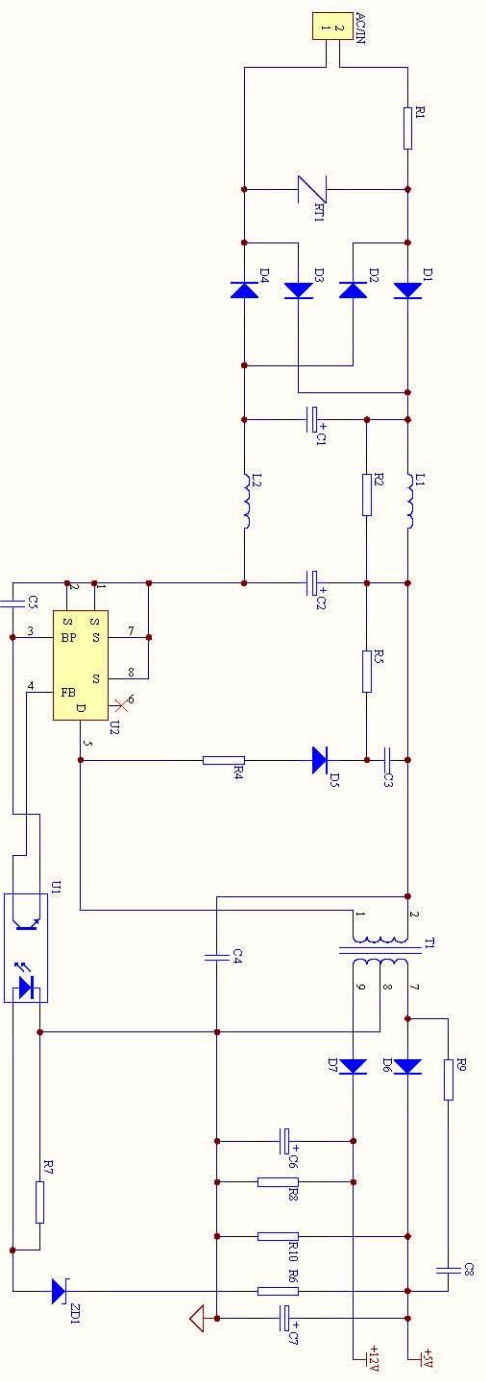 AC/IN
1 2
R1
RT1
D4 D3 D2 D1
+ C1
R2
L2
L1
+ C2
C5
R5
2 1
S S S 7
3 BP
S 8
4 FB
D 6
U2
5
R4
D5
C3
U1
C4
1 2
T1
9 8 7
D7 D6
R9
R7
+ C6
R8
R10
R6
C8
ZD1
+ C7
+12V
+5V